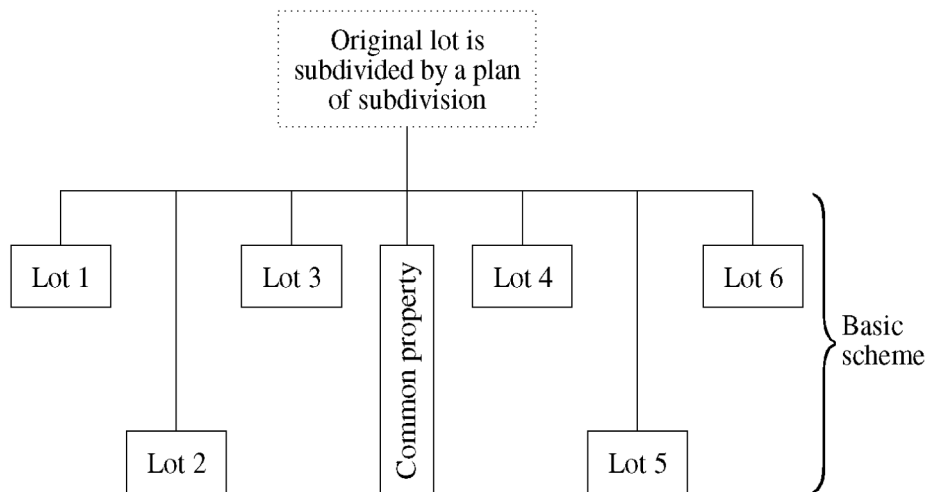 Original lot is
subdivided by a plan
of subdivision
Lot 1
Lot 3
Common property
Lot 4
Lot 6
Basic
scheme
Lot 2
Lot 5